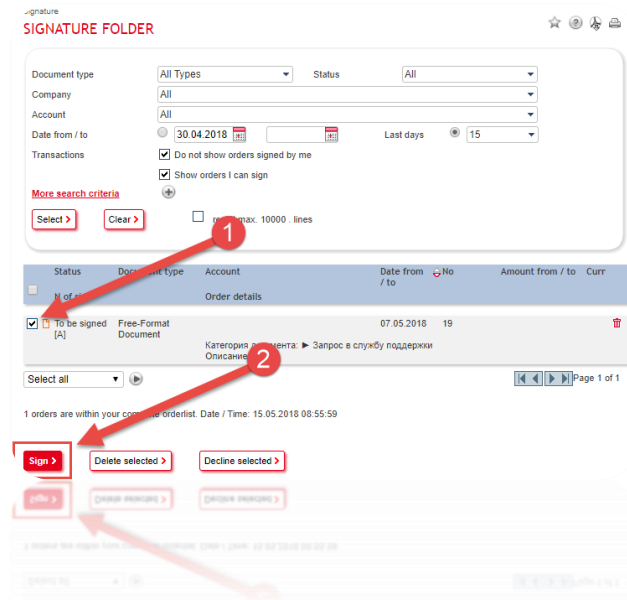 SIGNATURE FOLDER
Document type All Types Status All
Company All
Account All
Date from / to 30.04.2018 Last days 15
Transactions Do not show orders signed by me
Show orders I can sign
More search criteria
Select > Clear > max. 10000 . lines
1
Status Document type Account Date from / to No Amount from / to Curr
N of Order details
To be signed [A] Free-Format Document 07.05.2018 19
Категория документа: ► Запрос в службу поддержки
Описание
2
Select all Page 1 of 1
1 orders are within your complete orderlist. Date / Time: 15.05.2018 08:55:59
Sign > Delete selected > Decline selected >